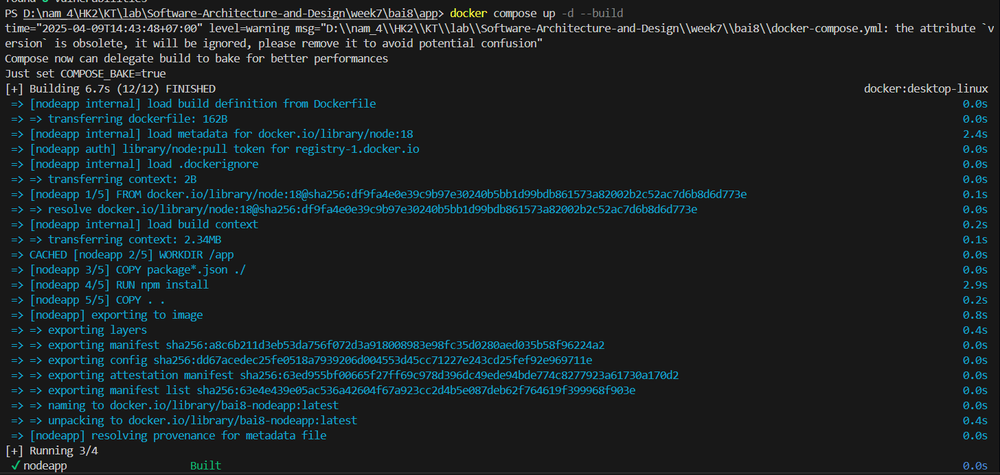 found 0 vulnerabilities
PS D:\nam_4\HK2\KT\lab\Software-Architecture-and-Design\week7\bai8\app> docker compose up -d --build
time="2025-04-09T14:43:48+07:00" level=warning msg="D:\\nam_4\\HK2\\KT\\lab\\Software-Architecture-and-Design\\week7\\bai8\\docker-compose.yml: the attribute `v
ersion` is obsolete, it will be ignored, please remove it to avoid potential confusion"
Compose now can delegate build to bake for better performances
Just set COMPOSE_BAKE=true
[+] Building 6.7s (12/12) FINISHED docker:desktop-linux
=> [nodeapp internal] load build definition from Dockerfile 0.0s
=> => transferring dockerfile: 162B 0.0s
=> [nodeapp internal] load metadata for docker.io/library/node:18 2.4s
=> [nodeapp auth] library/node:pull token for registry-1.docker.io 0.0s
=> [nodeapp internal] load .dockerignore 0.0s
=> => transferring context: 2B 0.0s
=> [nodeapp 1/5] FROM docker.io/library/node:18@sha256:df9fa4e0e39c9b97e30240b5bb1d99bdb861573a82002b2c52ac7d6b8d6d773e 0.1s
=> => resolve docker.io/library/node:18@sha256:df9fa4e0e39c9b97e30240b5bb1d99bdb861573a82002b2c52ac7d6b8d6d773e 0.0s
=> [nodeapp internal] load build context 0.2s
=> => transferring context: 2.34MB 0.1s
=> CACHED [nodeapp 2/5] WORKDIR /app 0.0s
=> [nodeapp 3/5] COPY package*.json ./ 0.0s
=> [nodeapp 4/5] RUN npm install 2.9s
=> [nodeapp 5/5] COPY . . 0.2s
=> [nodeapp] exporting to image 0.8s
=> => exporting layers 0.4s
=> => exporting manifest sha256:a8c6b211d3eb53da756f072d3a918008983e98fc35d0280aed035b58f96224a2 0.0s
=> => exporting config sha256:dd67acedec25fe0518a7939206d004553d45cc71227e243cd25fef92e969711e 0.0s
=> => exporting attestation manifest sha256:63ed955bf00665f27ff69c978d396dc49ede94bde774c8277923a61730a170d2 0.0s
=> => exporting manifest list sha256:63e4e439e05ac536a42604f67a923cc2d4b5e087deb62f764619f399968f903e 0.0s
=> => naming to docker.io/library/bai8-nodeapp:latest 0.0s
=> => unpacking to docker.io/library/bai8-nodeapp:latest 0.4s
=> [nodeapp] resolving provenance for metadata file 0.0s
[+] Running 3/4
✓ nodeapp Built 0.0s